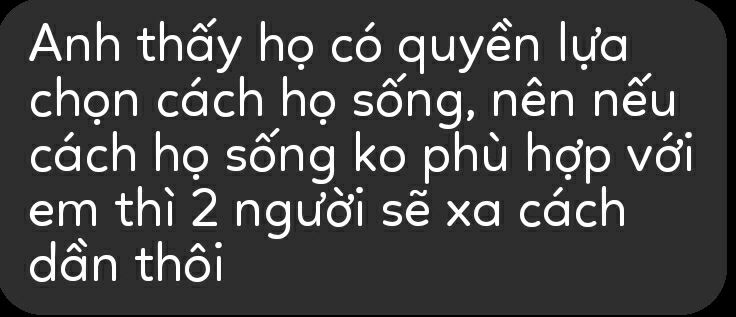 Anh thấy họ có quyền lựa
chọn cách họ sống, nên nếu
cách họ sống ko phù hợp với
em thì 2 người sẽ xa cách
dần thôi